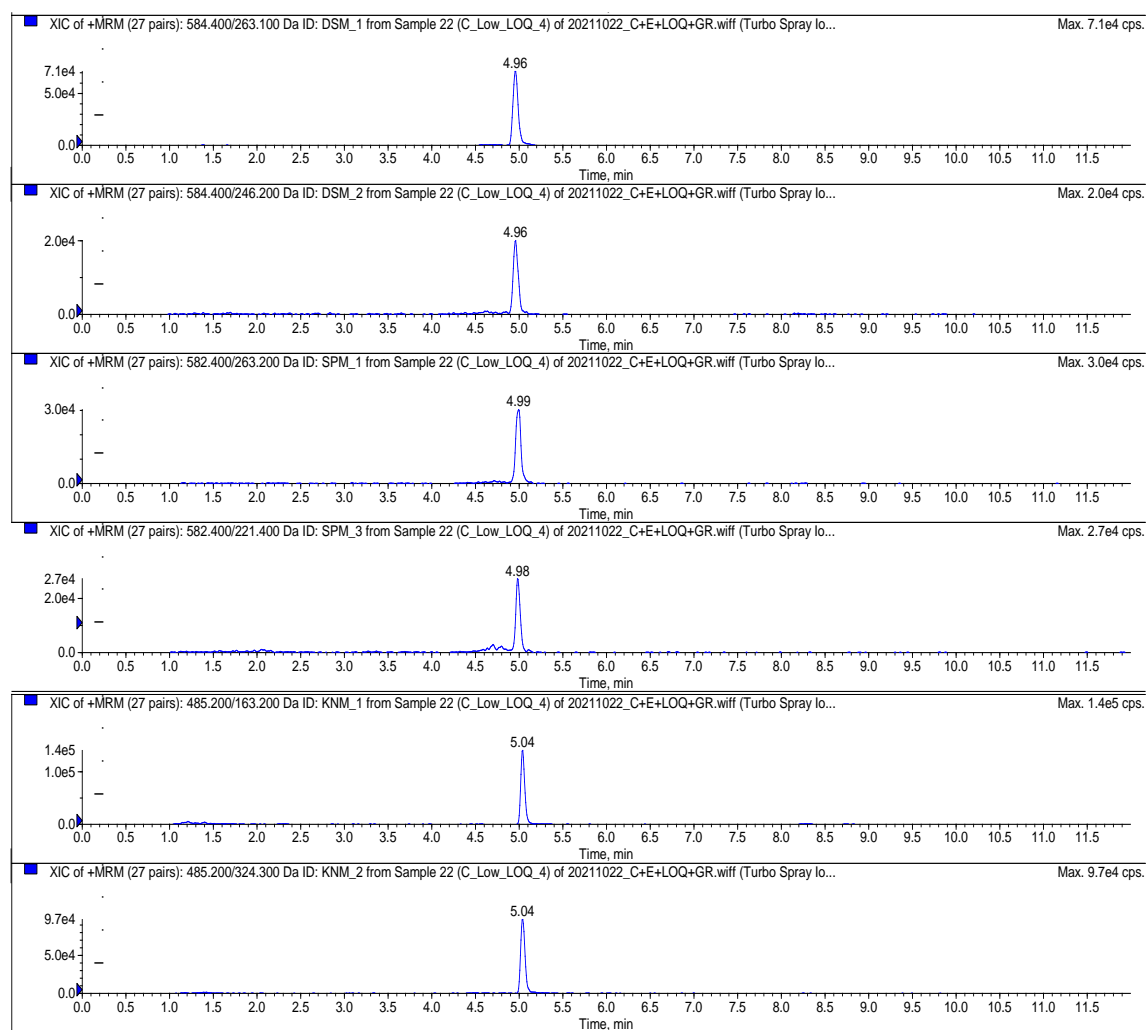 XIC of +MRM (27 pairs): 584.400/263.100 Da ID: DSM_1 from Sample 22 (C_Low_LOQ_4) of 20211022_C+E+LOQ+GR.wiff (Turbo Spray Io... Max. 7.1e4 cps.
4.96
7.1e4
5.0e4
0.0
0.0 0.5 1.0 1.5 2.0 2.5 3.0 3.5 4.0 4.5 5.0 5.5 6.0 6.5 7.0 7.5 8.0 8.5 9.0 9.5 10.0 10.5 11.0 11.5
Time, min
XIC of +MRM (27 pairs): 584.400/246.200 Da ID: DSM_2 from Sample 22 (C_Low_LOQ_4) of 20211022_C+E+LOQ+GR.wiff (Turbo Spray Io... Max. 2.0e4 cps.
4.96
2.0e4
0.0
0.0 0.5 1.0 1.5 2.0 2.5 3.0 3.5 4.0 4.5 5.0 5.5 6.0 6.5 7.0 7.5 8.0 8.5 9.0 9.5 10.0 10.5 11.0 11.5
Time, min
XIC of +MRM (27 pairs): 582.400/263.200 Da ID: SPM_1 from Sample 22 (C_Low_LOQ_4) of 20211022_C+E+LOQ+GR.wiff (Turbo Spray Io... Max. 3.0e4 cps.
4.99
3.0e4
0.0
0.0 0.5 1.0 1.5 2.0 2.5 3.0 3.5 4.0 4.5 5.0 5.5 6.0 6.5 7.0 7.5 8.0 8.5 9.0 9.5 10.0 10.5 11.0 11.5
Time, min
XIC of +MRM (27 pairs): 582.400/221.400 Da ID: SPM_3 from Sample 22 (C_Low_LOQ_4) of 20211022_C+E+LOQ+GR.wiff (Turbo Spray Io... Max. 2.7e4 cps.
4.98
2.7e4
2.0e4
0.0
0.0 0.5 1.0 1.5 2.0 2.5 3.0 3.5 4.0 4.5 5.0 5.5 6.0 6.5 7.0 7.5 8.0 8.5 9.0 9.5 10.0 10.5 11.0 11.5
Time, min
XIC of +MRM (27 pairs): 485.200/163.200 Da ID: KNM_1 from Sample 22 (C_Low_LOQ_4) of 20211022_C+E+LOQ+GR.wiff (Turbo Spray Io... Max. 1.4e5 cps.
5.04
1.4e5
1.0e5
0.0
0.0 0.5 1.0 1.5 2.0 2.5 3.0 3.5 4.0 4.5 5.0 5.5 6.0 6.5 7.0 7.5 8.0 8.5 9.0 9.5 10.0 10.5 11.0 11.5
Time, min
XIC of +MRM (27 pairs): 485.200/324.300 Da ID: KNM_2 from Sample 22 (C_Low_LOQ_4) of 20211022_C+E+LOQ+GR.wiff (Turbo Spray Io... Max. 9.7e4 cps.
5.04
9.7e4
5.0e4
0.0
0.0 0.5 1.0 1.5 2.0 2.5 3.0 3.5 4.0 4.5 5.0 5.5 6.0 6.5 7.0 7.5 8.0 8.5 9.0 9.5 10.0 10.5 11.0 11.5
Time, min